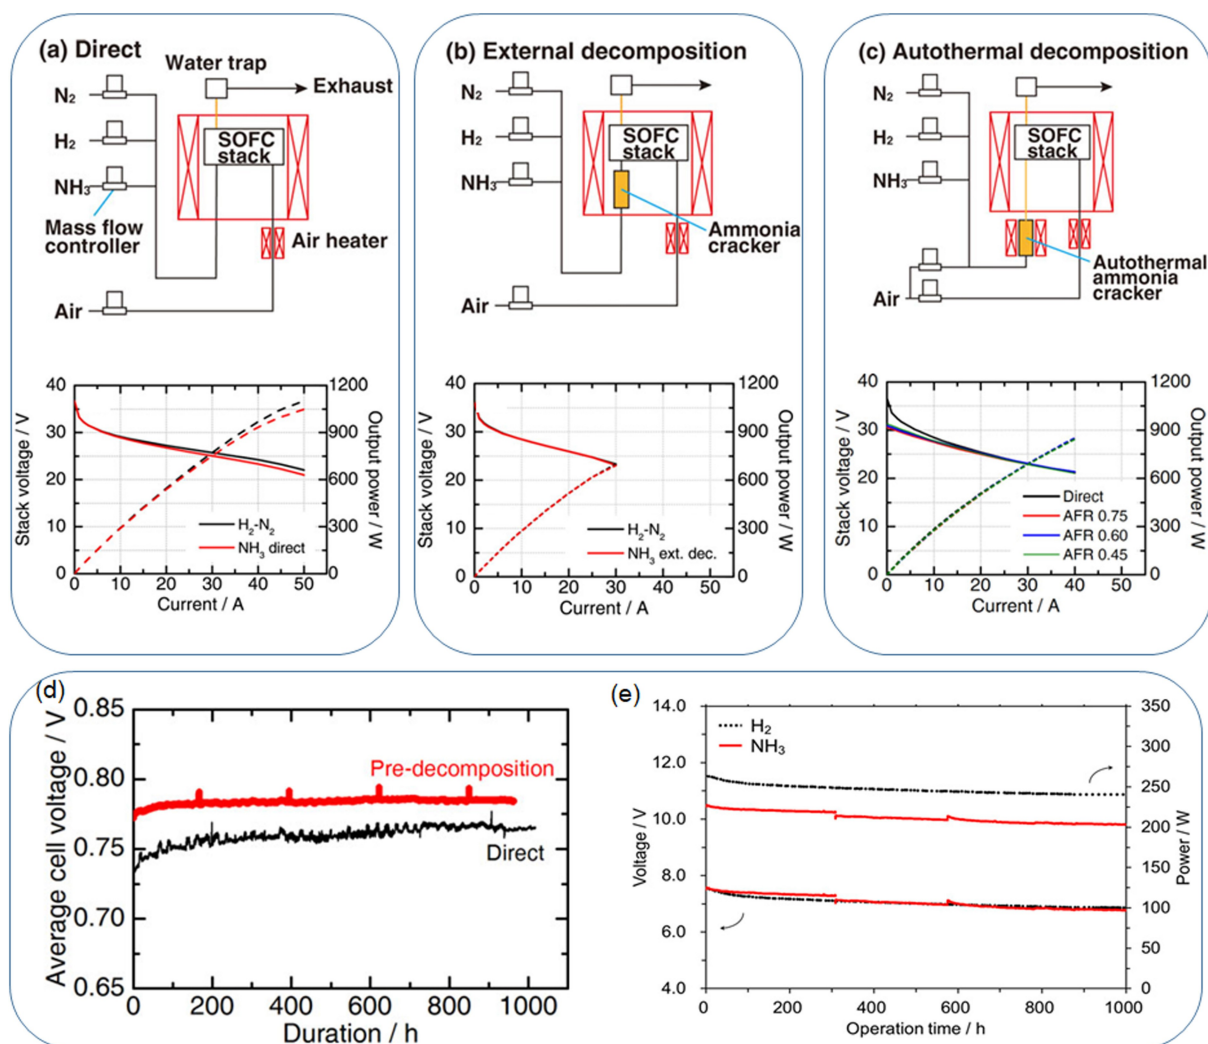 (a) Direct
Water trap
Exhaust
N₂
H₂
NH₃
SOFC
stack
Mass flow
controller
Air heater
Air
40
30
20
10
0
Stack voltage / V
1200
900
600
300
0
Output power / W
H₂-N₂
NH₃ direct
0 10 20 30 40 50
Current / A
(b) External decomposition
N₂
H₂
NH₃
SOFC
stack
Ammonia
cracker
Air
40
30
20
10
0
Stack voltage / V
1200
900
600
300
0
Output power / W
H₂-N₂
NH₃ ext. dec.
0 10 20 30 40 50
Current / A
(c) Autothermal decomposition
N₂
H₂
NH₃
SOFC
stack
Autothermal
ammonia
cracker
Air
40
30
20
10
0
Stack voltage / V
1200
900
600
300
0
Output power / W
Direct
AFR 0.75
AFR 0.60
AFR 0.45
0 10 20 30 40 50
Current / A
(d)
0.85
0.80
0.75
0.70
0.65
Average cell voltage / V
Pre-decomposition
Direct
0 200 400 600 800 1000
Duration / h
(e)
14.0
12.0
10.0
8.0
6.0
4.0
Voltage / V
H₂
NH₃
350
300
250
200
150
100
50
0
Power / W
0 200 400 600 800 1000
Operation time / h